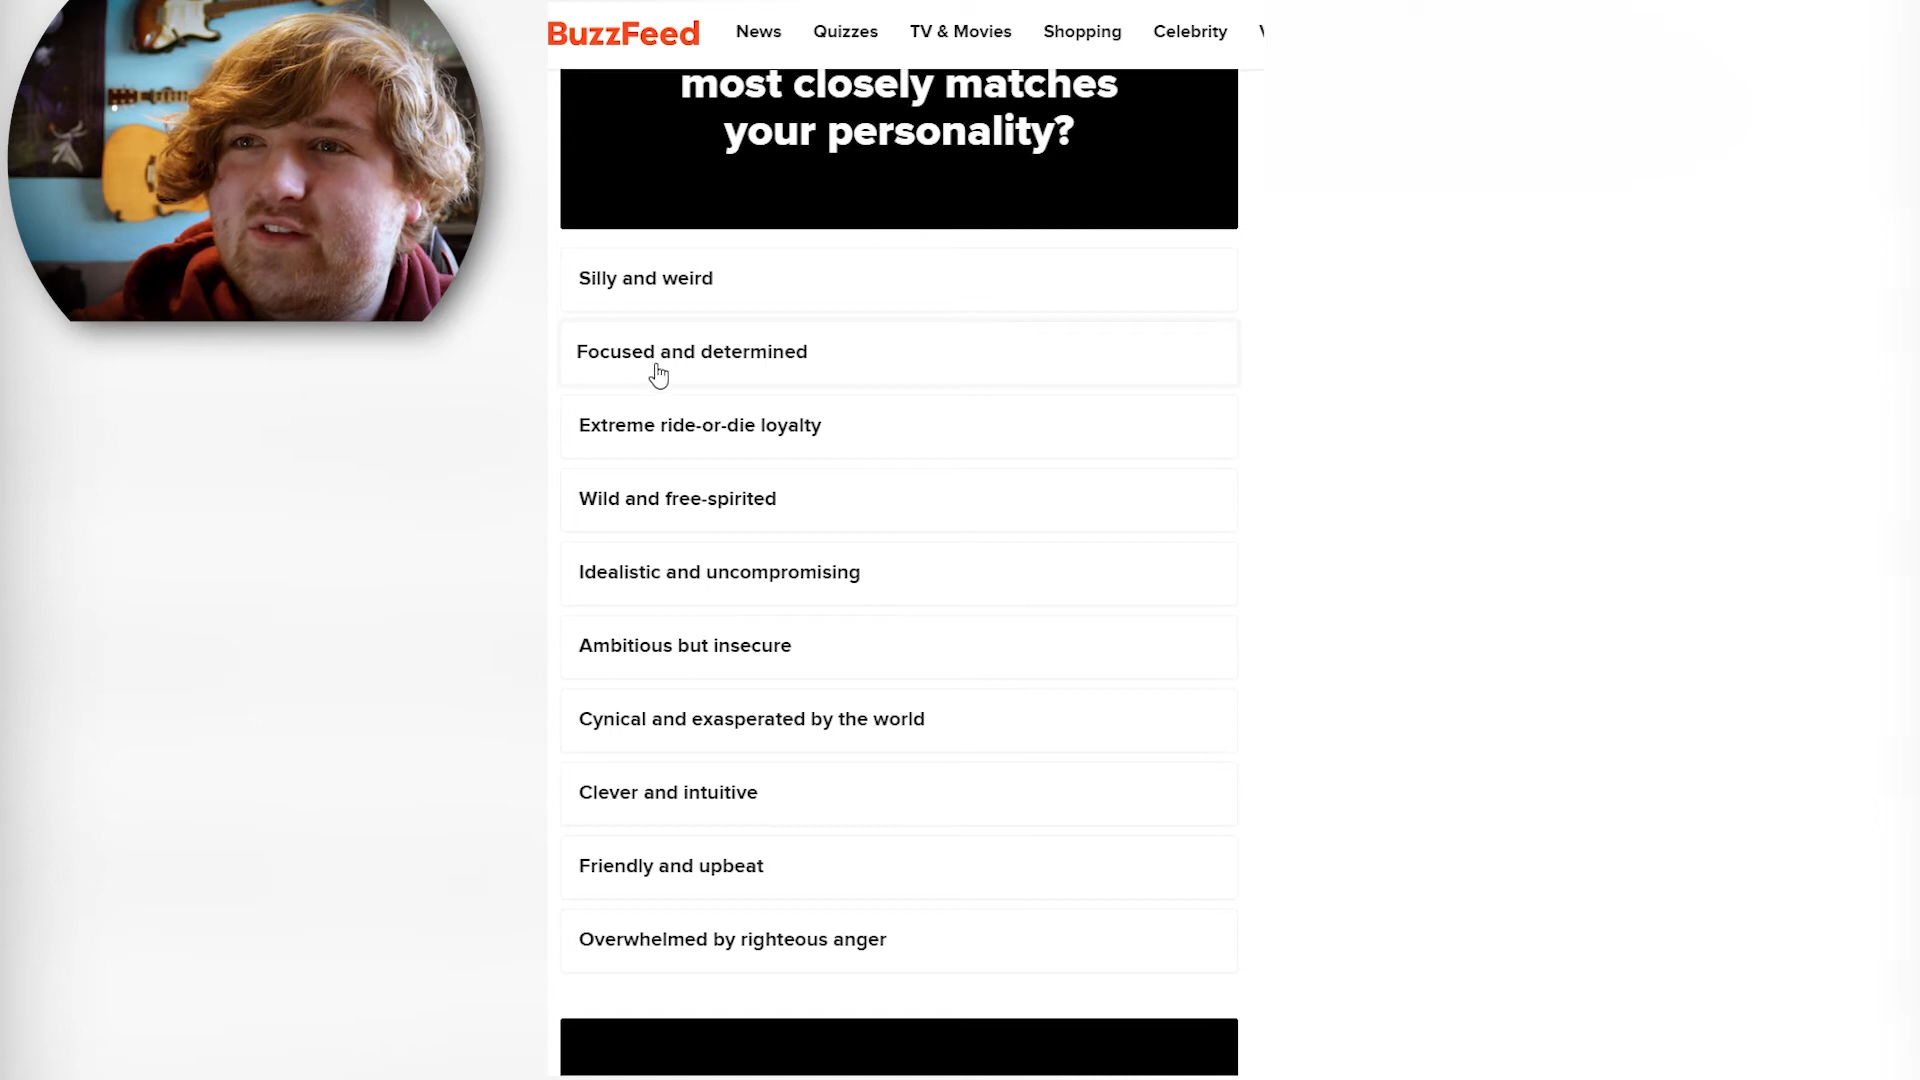 BuzzFeed News Quizzes TV & Movies Shopping Celebrity
most closely matches
your personality?
Silly and weird
Focused and determined
Extreme ride-or-die loyalty
Wild and free-spirited
Idealistic and uncompromising
Ambitious but insecure
Cynical and exasperated by the world
Clever and intuitive
Friendly and upbeat
Overwhelmed by righteous anger